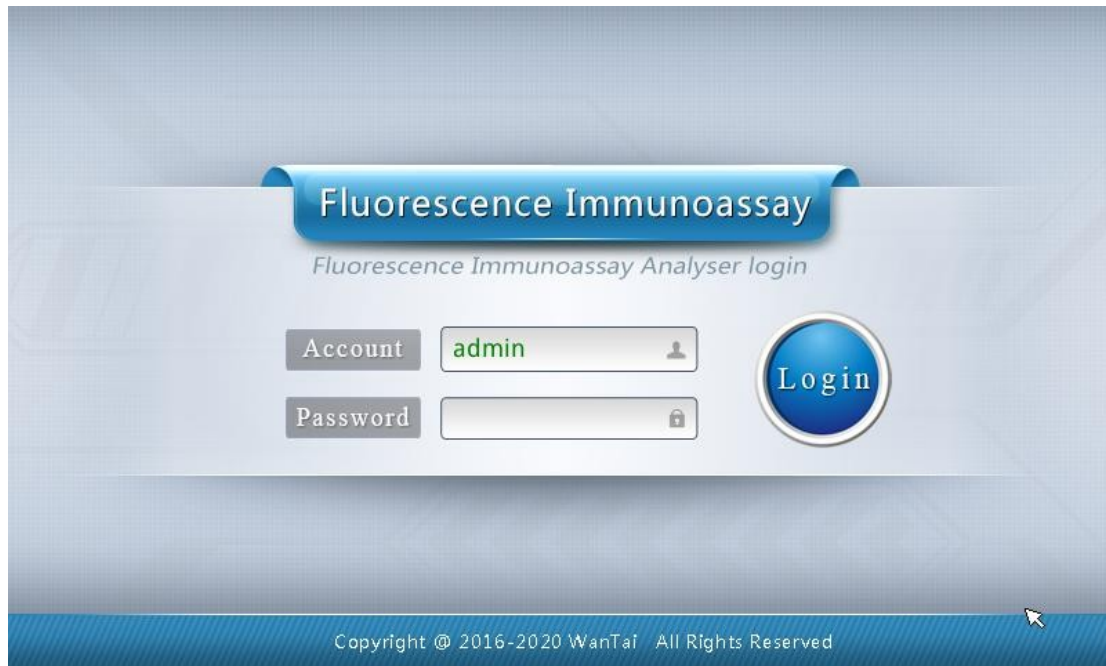 Fluorescence Immunoassay
Fluorescence Immunoassay Analyser login
Account admin
Login
Password
Copyright @ 2016-2020 WanTai All Rights Reserved